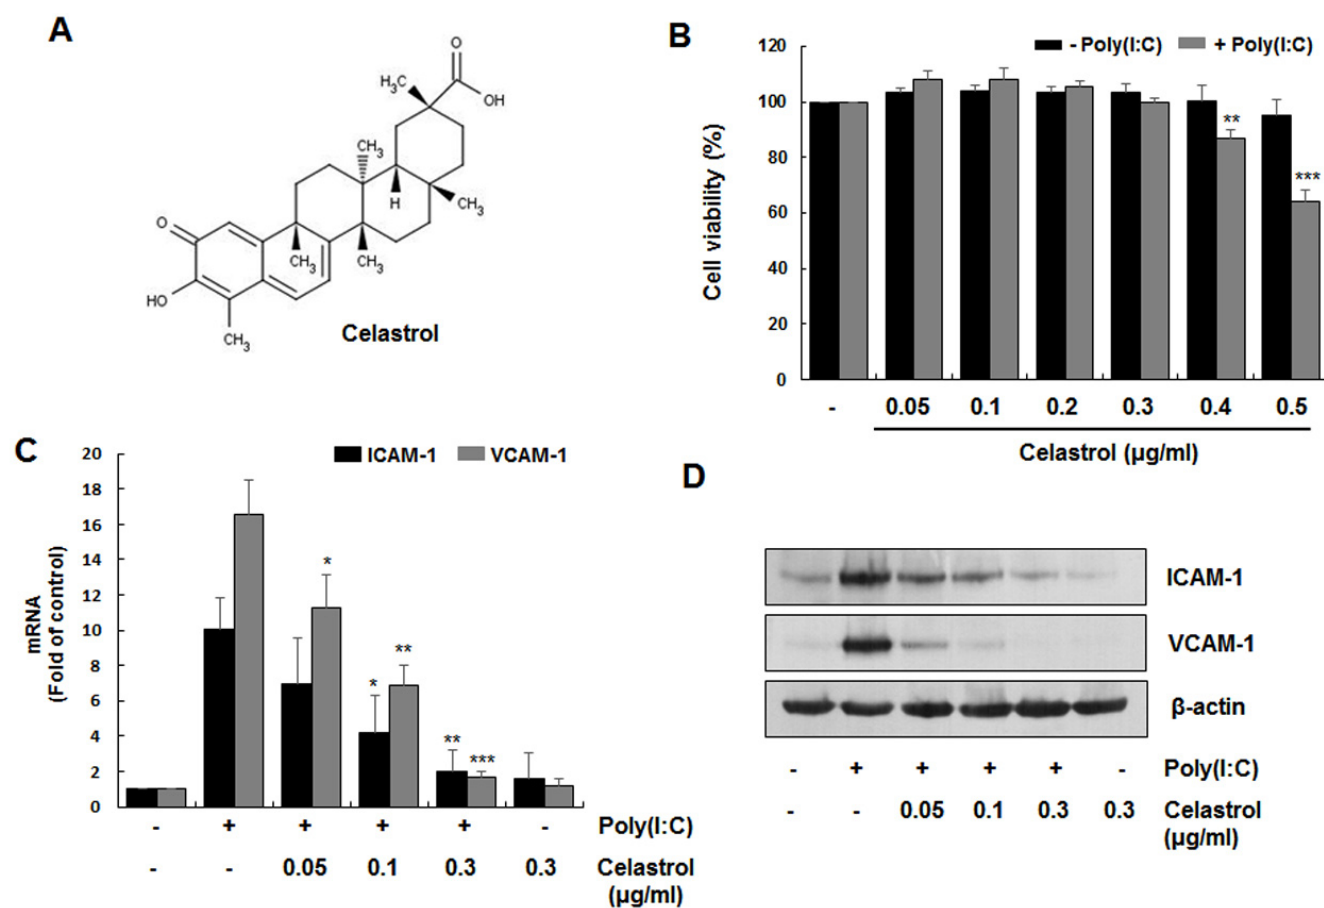 A
O
H₃C
CH₃
OH
CH₃
H
CH₃
O
CH₃
CH₃
HO
CH₃
Celastrol
B
- Poly(I:C) + Poly(I:C)
Cell viability (%)
120
100
80
60
40
20
0
**
***
- 0.05 0.1 0.2 0.3 0.4 0.5
Celastrol (µg/ml)
C
ICAM-1 VCAM-1
mRNA
(Fold of control)
20
18
16
14
12
10
8
6
4
2
0
*
*
**
**
***
- + + + + - Poly(I:C)
- - 0.05 0.1 0.3 0.3 Celastrol
(µg/ml)
D
ICAM-1
VCAM-1
β-actin
- + + + + - Poly(I:C)
- - 0.05 0.1 0.3 0.3 Celastrol
(µg/ml)